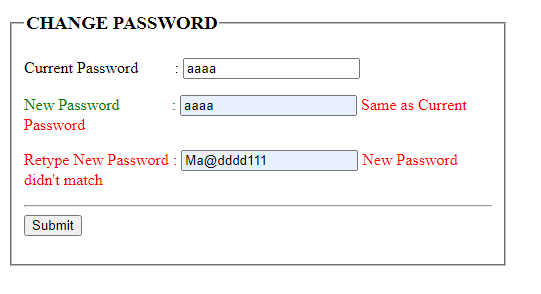 CHANGE PASSWORD
Current Password : aaaa
New Password : aaaa Same as Current
Password
Retype New Password : Ma@dddd111 New Password
didn't match
Submit